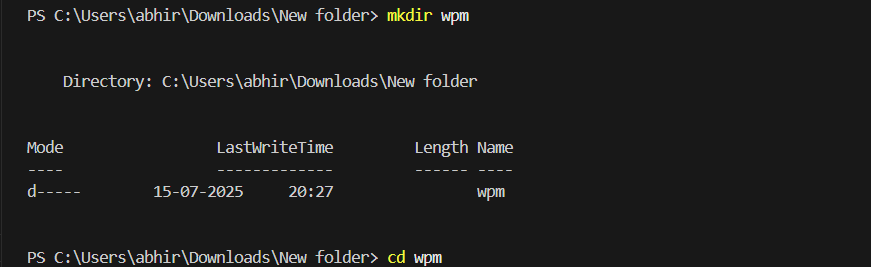 PS C:\Users\abhir\Downloads\New folder> mkdir wpm
Directory: C:\Users\abhir\Downloads\New folder
Mode                 LastWriteTime         Length Name
----                 -------------         ------ ----
d-----        15-07-2025     20:27                wpm
PS C:\Users\abhir\Downloads\New folder> cd wpm